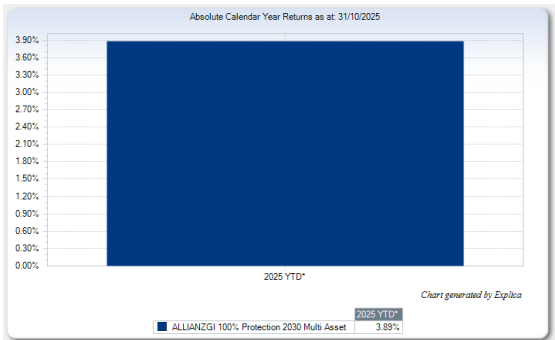 Absolute Calendar Year Returns as at: 31/10/2025
3.90%
3.60%
3.30%
3.00%
2.70%
2.40%
2.10%
1.80%
1.50%
1.20%
0.90%
0.60%
0.30%
0.00%
2025 YTD*
Chart generated by Explica
2025 YTD*
ALLIANZGI 100% Protection 2030 Multi Asset 3.89%